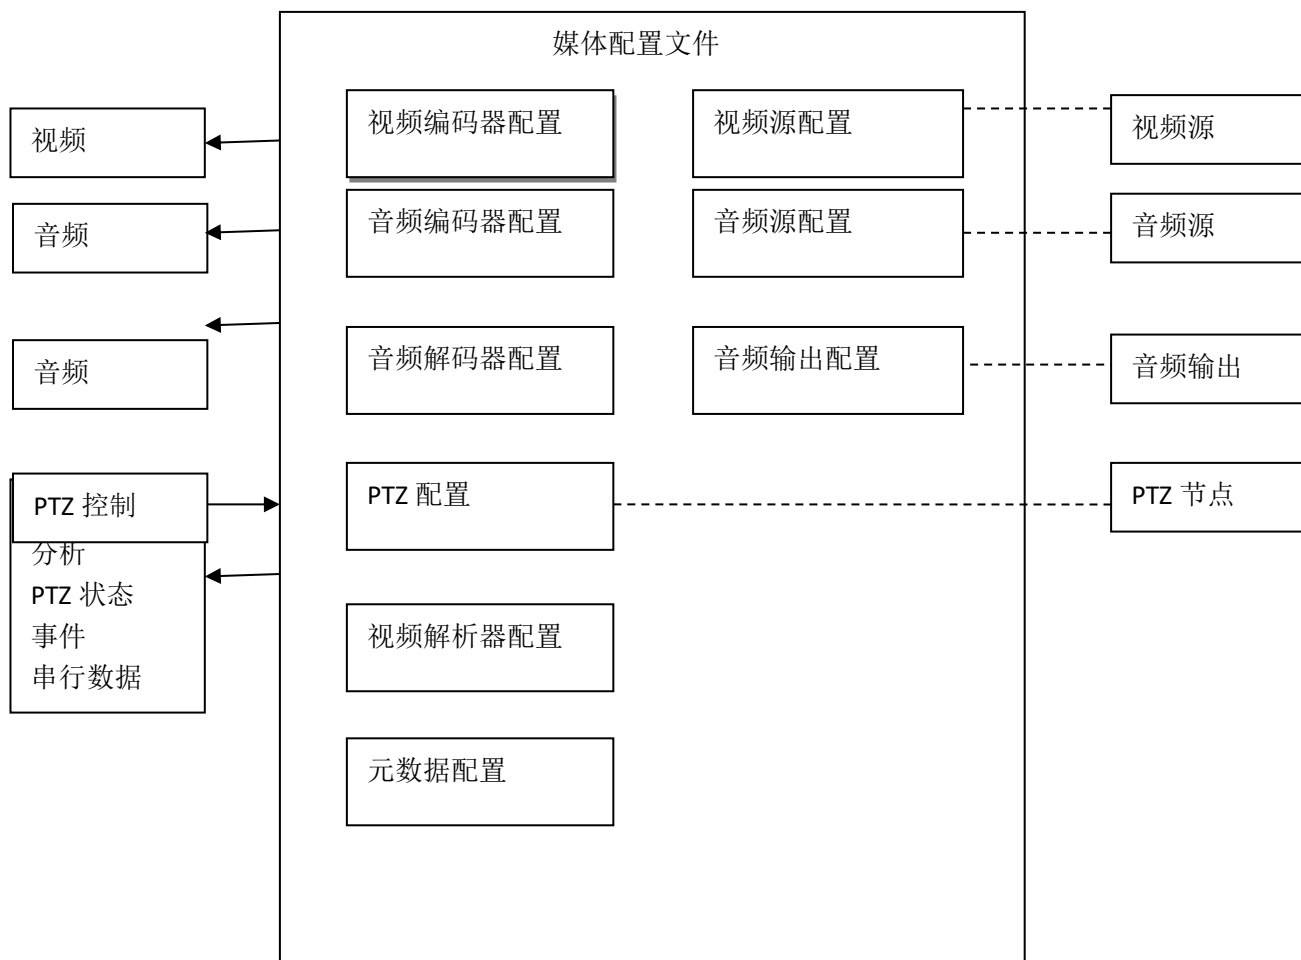 媒体配置文件
视频
视频编码器配置
视频源配置
视频源
音频
音频编码器配置
音频源配置
音频源
音频
音频解码器配置
音频输出配置
音频输出
PTZ 控制
PTZ 配置
PTZ 节点
分析
PTZ 状态
事件
串行数据
视频解析器配置
元数据配置